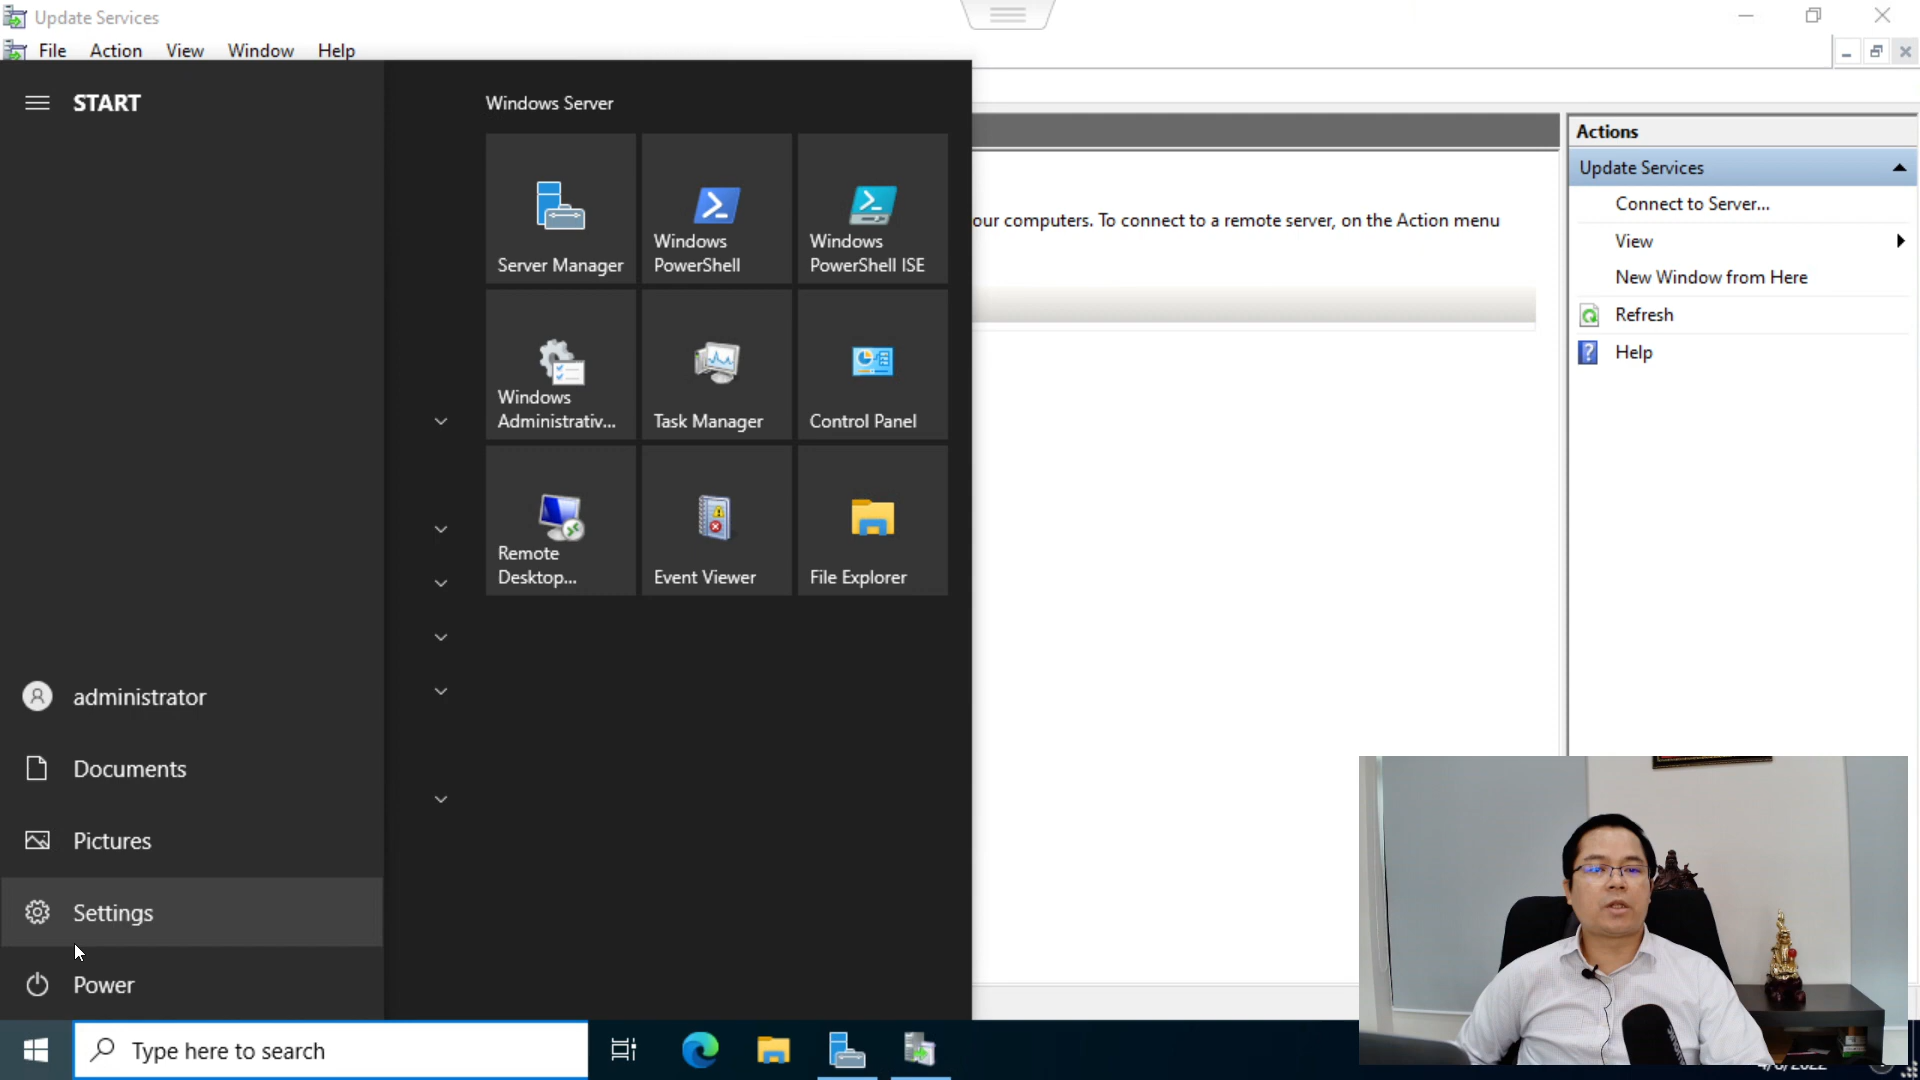 Update Services
File Action View Window Help
START
Windows Server
Server Manager
Windows
PowerShell
Windows
PowerShell ISE
Windows
Administrativ...
Task Manager
Control Panel
Remote
Desktop...
Event Viewer
File Explorer
administrator
Documents
Pictures
Settings
Power
Type here to search
our computers. To connect to a remote server, on the Action menu
Actions
Update Services
Connect to Server...
View
New Window from Here
Refresh
Help